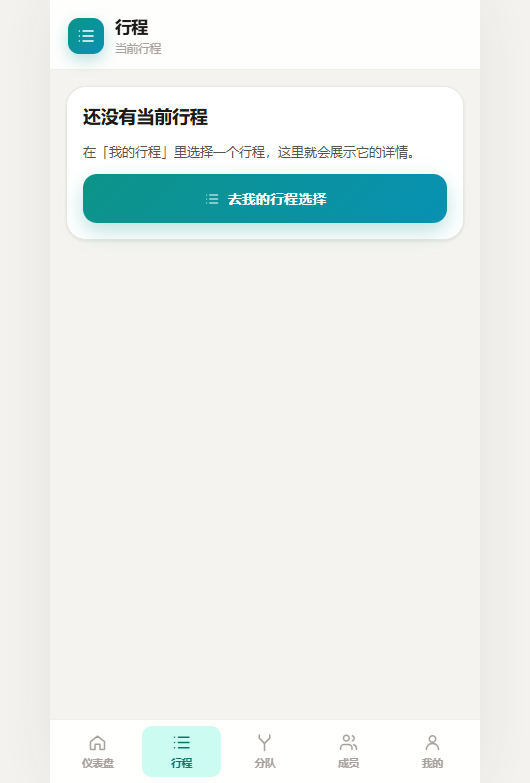 行程
当前行程
还没有当前行程
在「我的行程」里选择一个行程，这里就会展示它的详情。
去我的行程选择
仪表盘
行程
分队
成员
我的